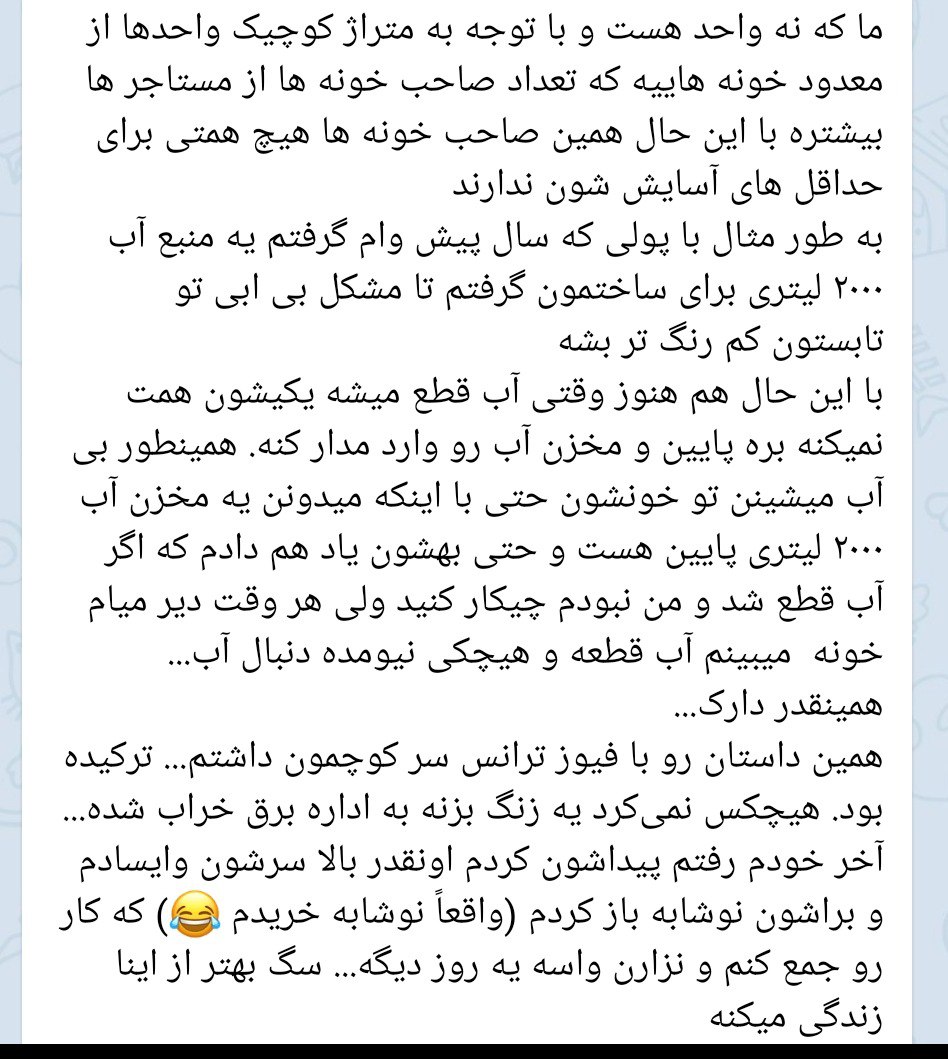 ما که نه واحد هست و با توجه به متراژ کوچیک واحدها از
معدود خونه هاییه که تعداد صاحب خونه ها از مستاجر ها
بیشتره با این حال همین صاحب خونه ها هیچ همتی برای
حداقل های آسایش شون ندارند
به طور مثال با پولی که سال پیش وام گرفتم یه منبع آب
۲۰۰۰ لیتری برای ساختمون گرفتم تا مشکل بی ابی تو
تابستون کم رنگ تر بشه
با این حال هم هنوز وقتی آب قطع میشه یکیشون همت
نمیکنه بره پایین و مخزن آب رو وارد مدار کنه. همینطور بی
آب میشینن تو خونشون حتی با اینکه میدونن یه مخزن آب
۲۰۰۰ لیتری پایین هست و حتی بهشون یاد هم دادم که اگر
آب قطع شد و من نبودم چیکار کنید ولی هر وقت دیر میام
خونه  میبینم آب قطعه و هیچکی نیومده دنبال آب...
همینقدر دارک...
همین داستان رو با فیوز ترانس سر کوچمون داشتم... ترکیده
بود. هیچکس نمی‌کرد یه زنگ بزنه به اداره برق خراب شده...
آخر خودم رفتم پیداشون کردم اونقدر بالا سرشون وایسادم
و براشون نوشابه باز کردم (واقعاً نوشابه خریدم 😂) که کار
رو جمع کنم و نزارن واسه یه روز دیگه... سگ بهتر از اینا
زندگی میکنه